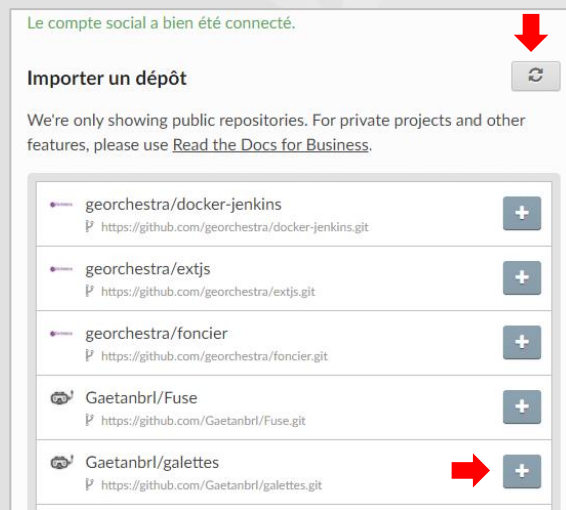 Le compte social a bien été connecté.
Importer un dépôt
We're only showing public repositories. For private projects and other
features, please use Read the Docs for Business.
georchestra/docker-jenkins
https://github.com/georchestra/docker-jenkins.git
georchestra/extjs
https://github.com/georchestra/extjs.git
georchestra/foncier
https://github.com/georchestra/foncier.git
Gaetanbrl/Fuse
https://github.com/Gaetanbrl/Fuse.git
Gaetanbrl/galettes
https://github.com/Gaetanbrl/galettes.git